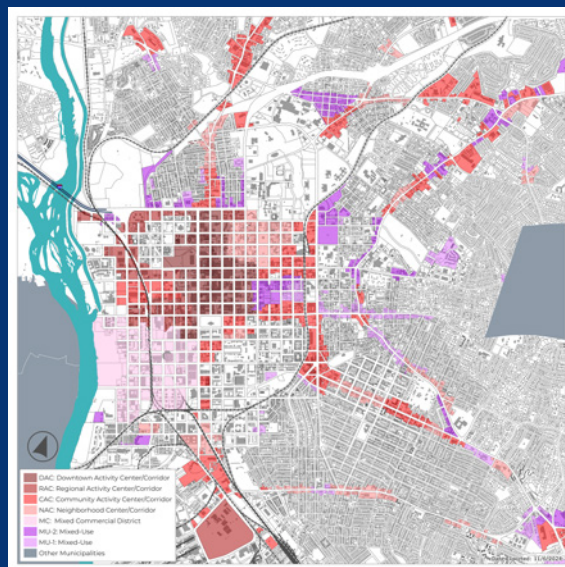 DAC: Downtown Activity Center/Corridor
RAC: Regional Activity Center/Corridor
CAC: Community Activity Center/Corridor
NAC: Neighborhood Center/Corridor
MC: Mixed Commercial District
MU-2: Mixed-Use
MU-1: Mixed-Use
Other Municipalities